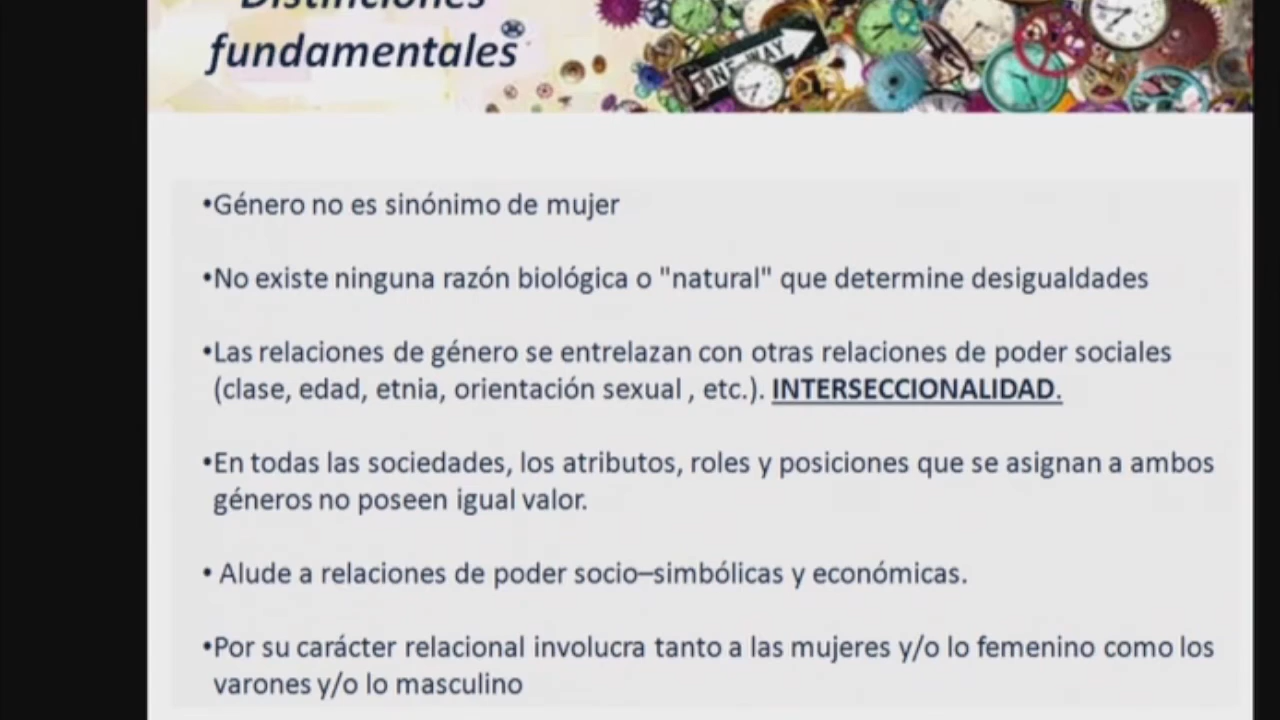 Distinciones
fundamentales
ONE WAY
•Género no es sinónimo de mujer
•No existe ninguna razón biológica o "natural" que determine desigualdades
•Las relaciones de género se entrelazan con otras relaciones de poder sociales
(clase, edad, etnia, orientación sexual , etc.). INTERSECCIONALIDAD.
•En todas las sociedades, los atributos, roles y posiciones que se asignan a ambos
géneros no poseen igual valor.
• Alude a relaciones de poder socio–simbólicas y económicas.
•Por su carácter relacional involucra tanto a las mujeres y/o lo femenino como los
varones y/o lo masculino